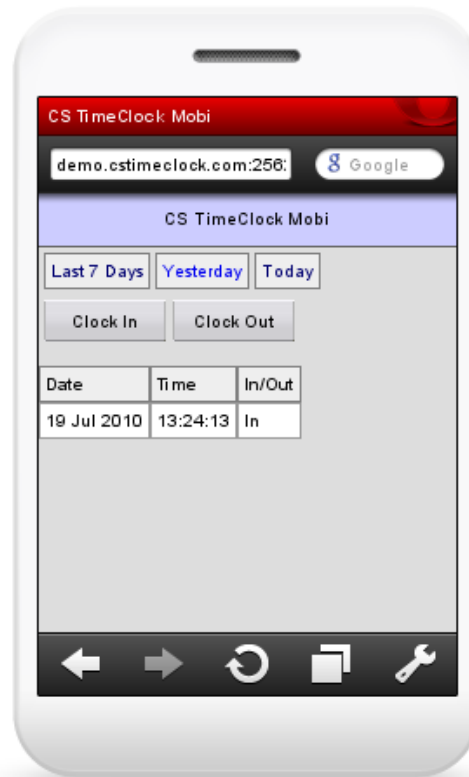 CS TimeClock Mobi
demo.cstimeclock.com:256 g Google
CS TimeClock Mobi
Last 7 Days Yesterday Today
Clock In Clock Out
Date Time In/Out
19 Jul 2010 13:24:13 In